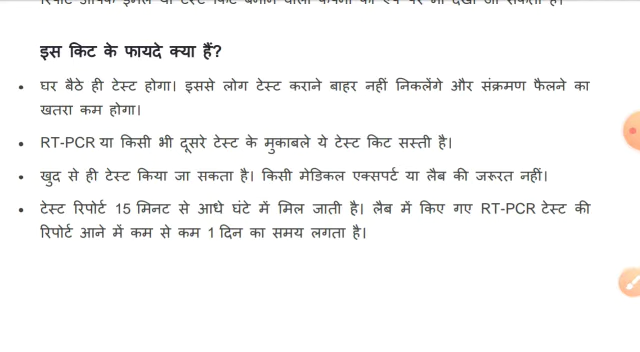 इस किट के फायदे क्या हैं?
• घर बैठे ही टेस्ट होगा। इससे लोग टेस्ट कराने बाहर नहीं निकलेंगे और संक्रमण फैलने का
खतरा कम होगा।
• RT-PCR या किसी भी दूसरे टेस्ट के मुकाबले ये टेस्ट किट सस्ती है।
• खुद से ही टेस्ट किया जा सकता है। किसी मेडिकल एक्सपर्ट या लैब की जरूरत नहीं।
• टेस्ट रिपोर्ट 15 मिनट से आधे घंटे में मिल जाती है। लैब में किए गए RT-PCR टेस्ट की
रिपोर्ट आने में कम से कम 1 दिन का समय लगता है।